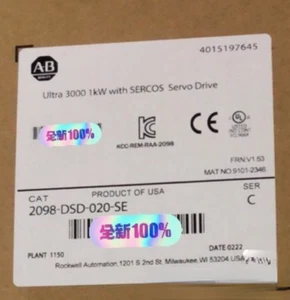 AB
4015197645
Ultra 3000 1kW with SERCOS Servo Drive
全新100%
KCC-REM-RAA-2098
UL
LISTED
CE
FRN V1.53
MAT NO 9101-2346
CAT
PRODUCT OF USA
SER
2098-DSD-020-SE
C
全新100%
PLANT 1150
DATE 0222
Rockwell Automation, 1201 S 2nd St, Milwaukee, WI 53204 USA